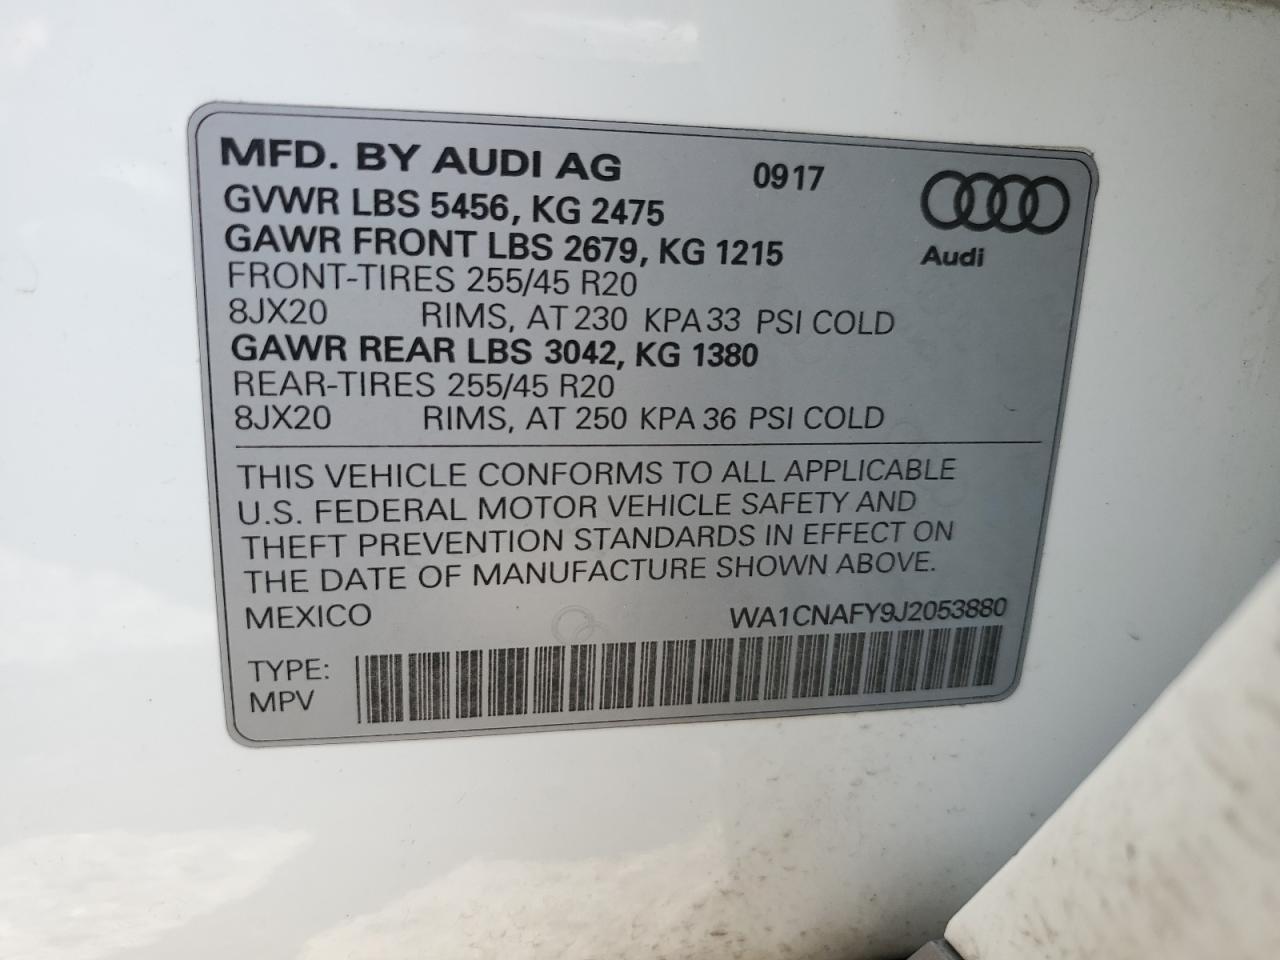 MFD. BY AUDI AG 0917
GVWR LBS 5456, KG 2475
GAWR FRONT LBS 2679, KG 1215
Audi
FRONT-TIRES 255/45 R20
8JX20 RIMS, AT 230 KPA 33 PSI COLD
GAWR REAR LBS 3042, KG 1380
REAR-TIRES 255/45 R20
8JX20 RIMS, AT 250 KPA 36 PSI COLD
THIS VEHICLE CONFORMS TO ALL APPLICABLE
U.S. FEDERAL MOTOR VEHICLE SAFETY AND
THEFT PREVENTION STANDARDS IN EFFECT ON
THE DATE OF MANUFACTURE SHOWN ABOVE.
MEXICO WA1CNAFY9J2053880
TYPE:
MPV